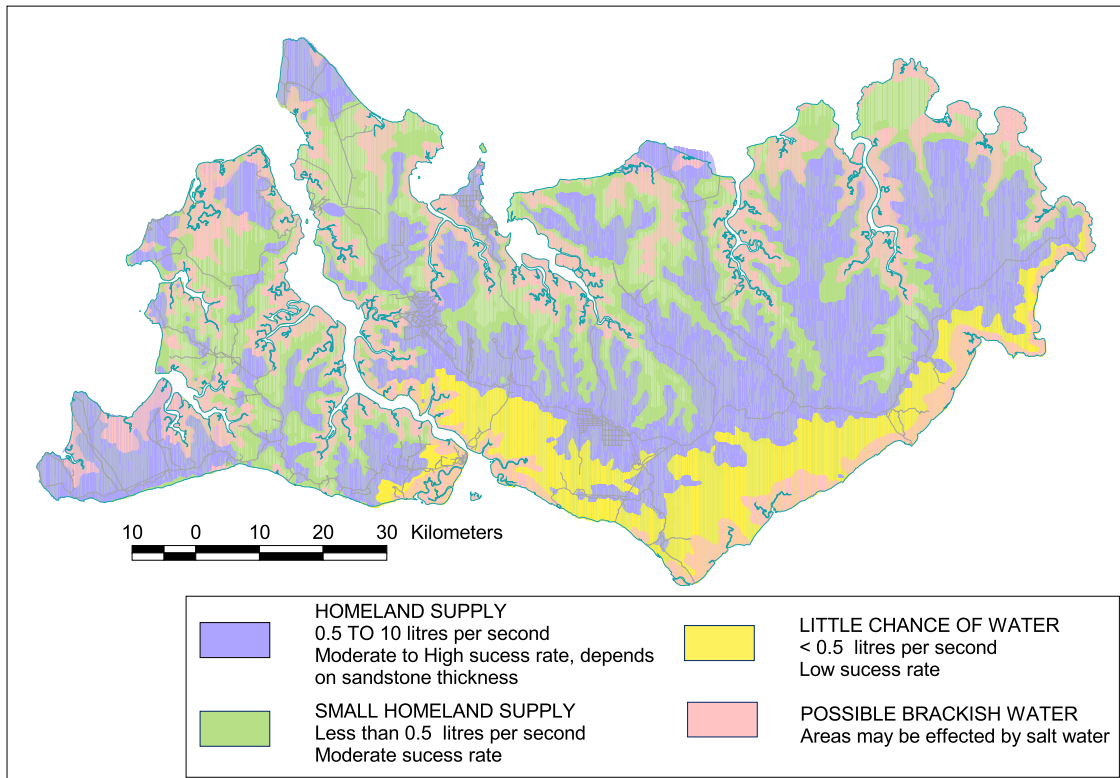 10 0 10 20 30 Kilometers
HOMELAND SUPPLY
0.5 TO 10 litres per second
Moderate to High sucess rate, depends
on sandstone thickness
SMALL HOMELAND SUPPLY
Less than 0.5 litres per second
Moderate sucess rate
LITTLE CHANCE OF WATER
< 0.5 litres per second
Low sucess rate
POSSIBLE BRACKISH WATER
Areas may be effected by salt water